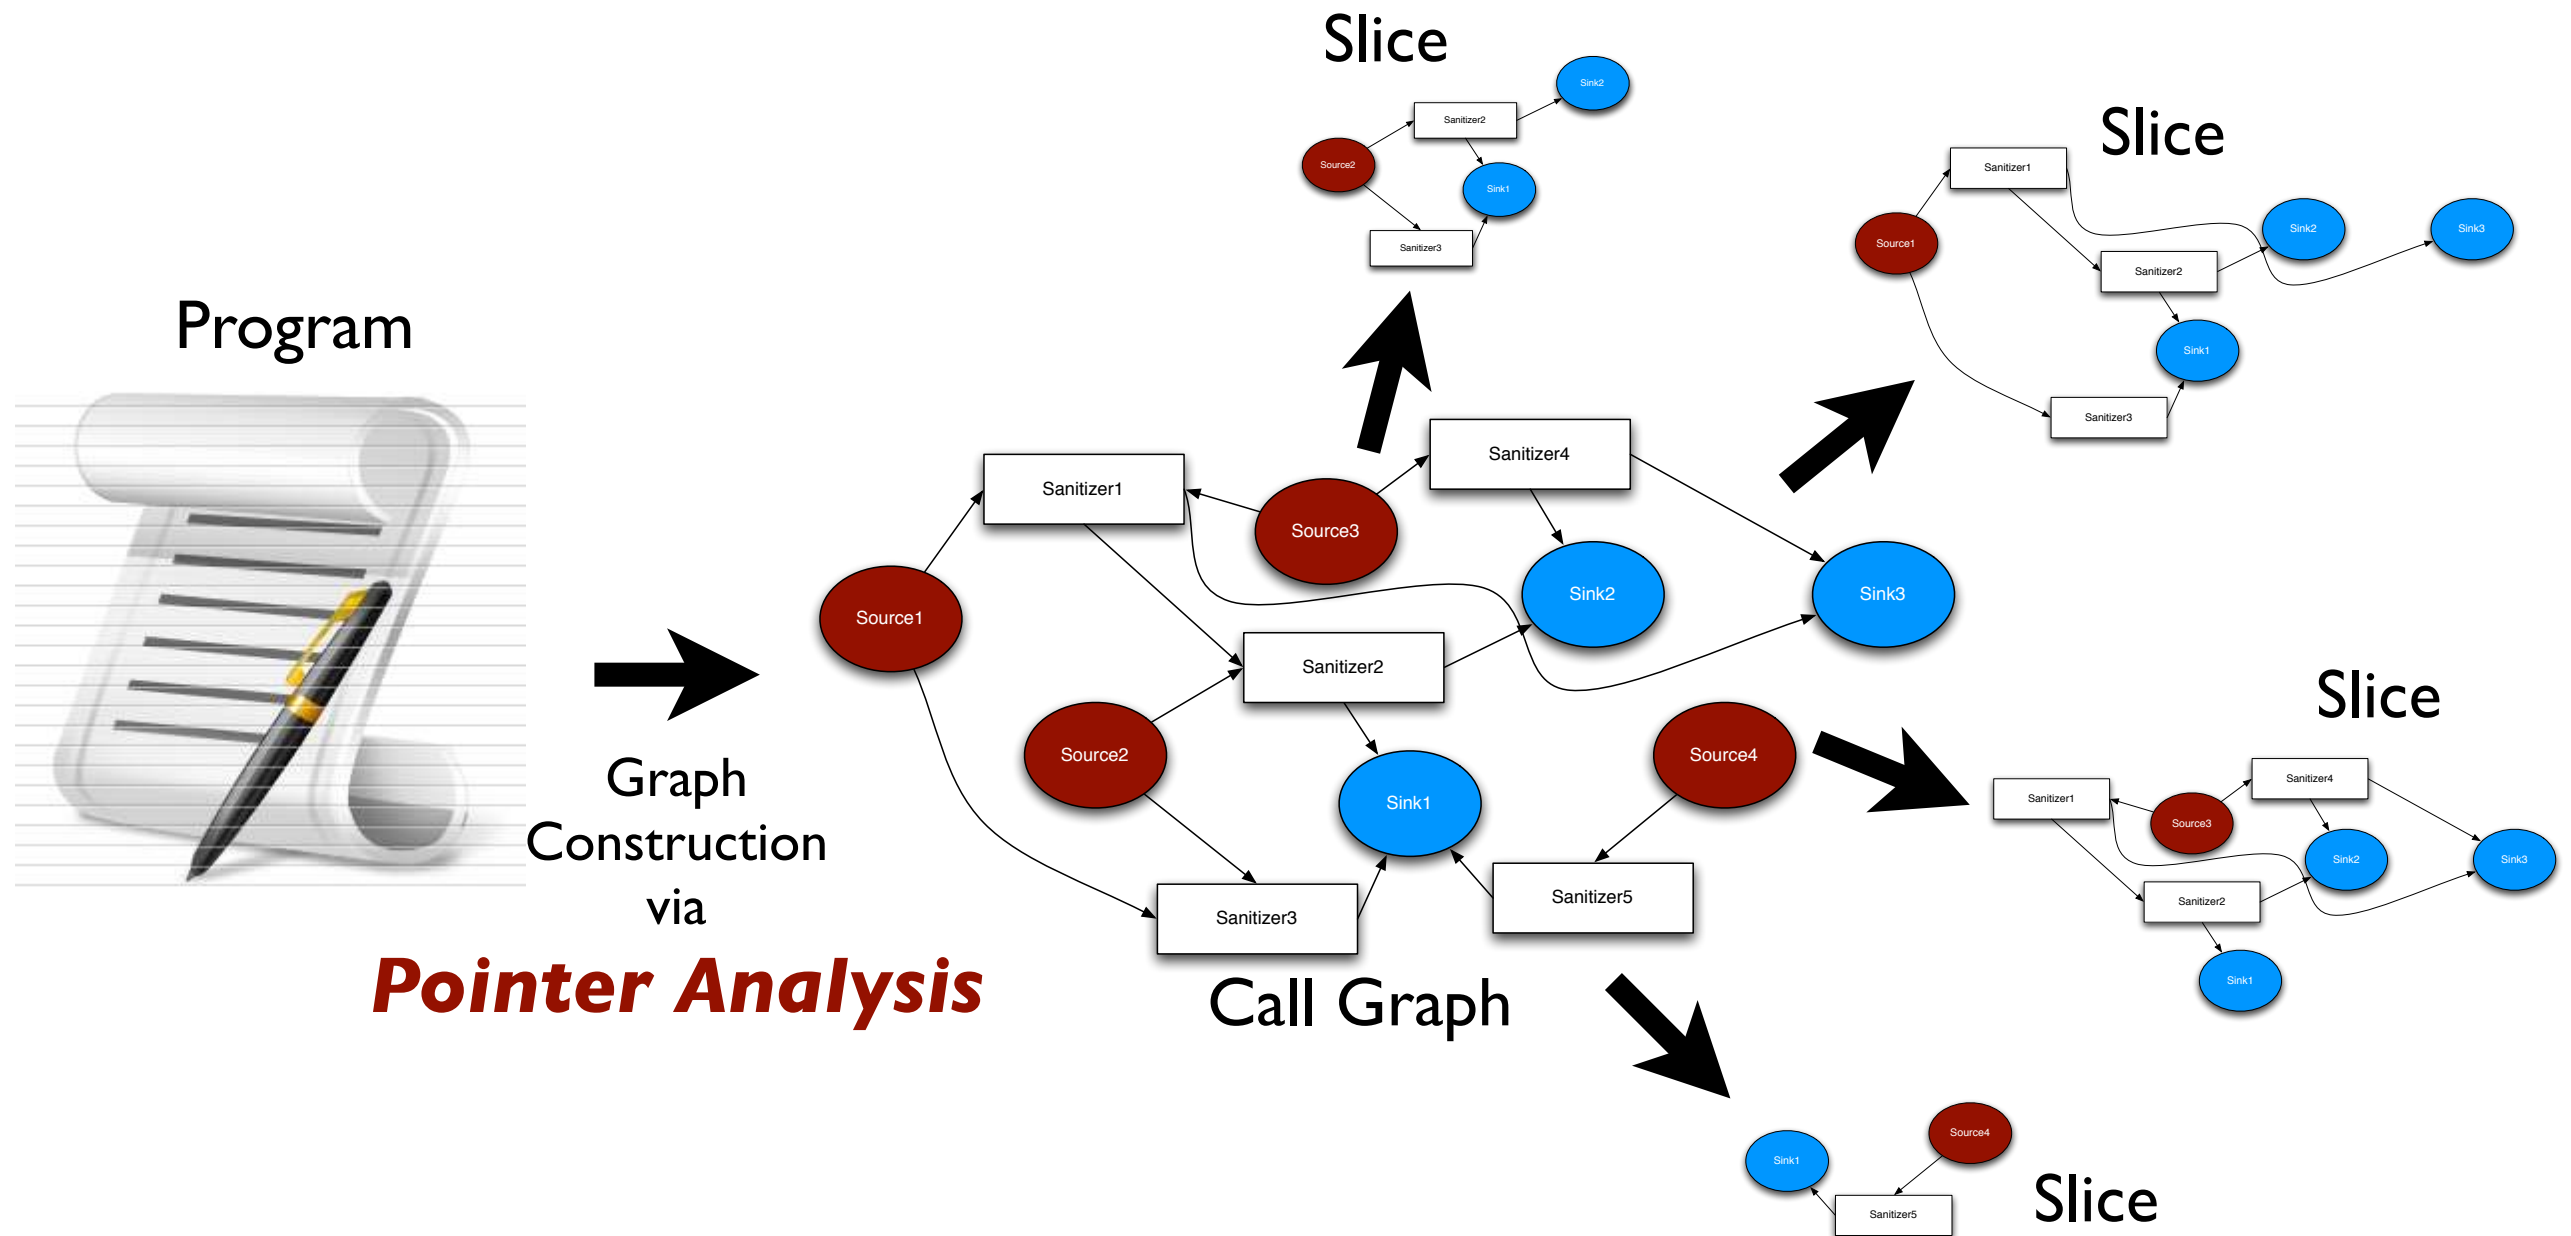 Slice
Sink2
Sanitizer2
Source2
Sink1
Sanitizer3
Slice
Sanitizer1
Source1
Sink2
Sink3
Sanitizer2
Sink1
Sanitizer3
Program
Graph
Construction
via
Pointer Analysis
Sanitizer4
Sanitizer1
Source3
Sink2
Sink3
Source1
Sanitizer2
Source2
Source4
Sink1
Sanitizer5
Sanitizer3
Call Graph
Slice
Sanitizer4
Sanitizer1
Source3
Sink2
Sink3
Sanitizer2
Sink1
Source4
Sink1
Sanitizer5
Slice